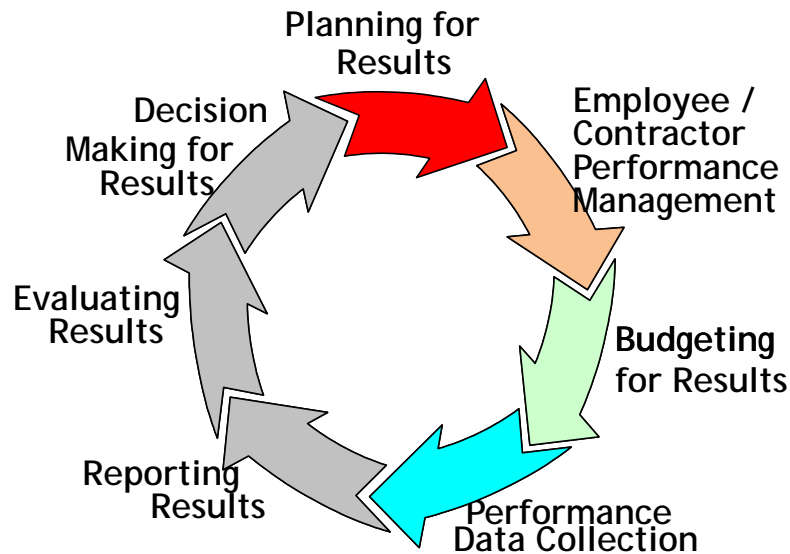 Planning for
Results
Employee /
Contractor
Performance
Management
Budgeting
for Results
Performance
Data Collection
Reporting
Results
Evaluating
Results
Decision
Making for
Results